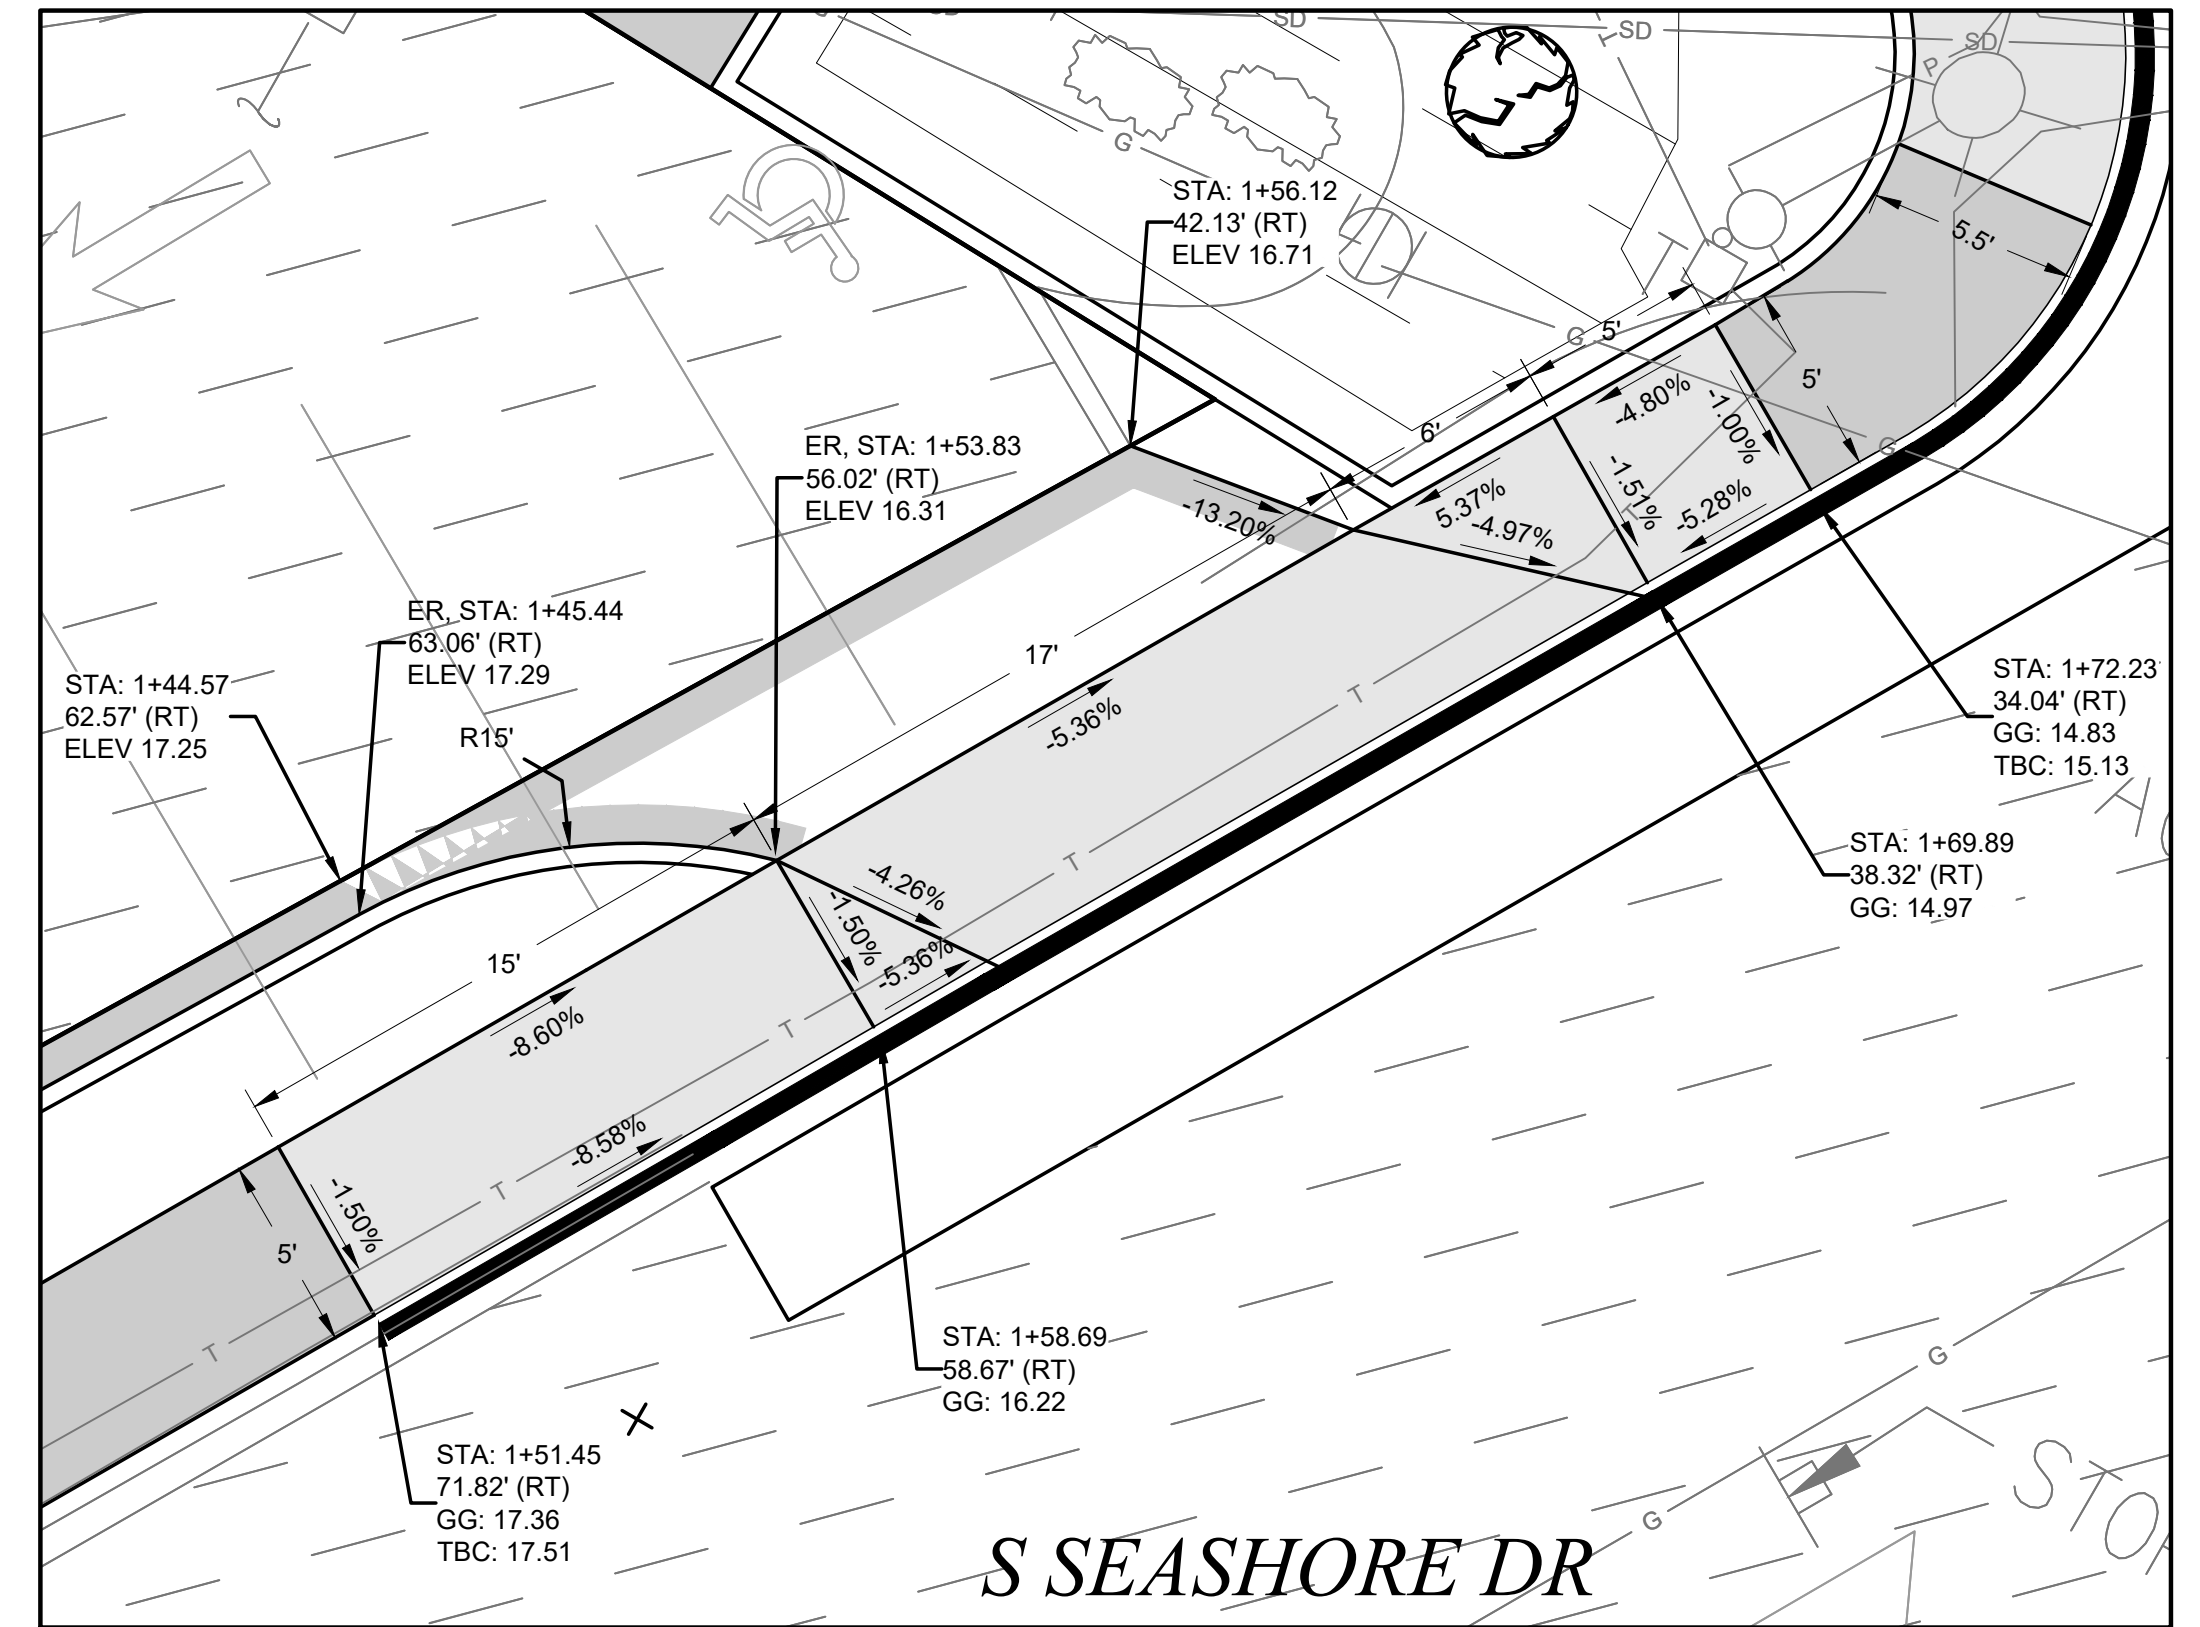 SD
SD
SD
P
G
STA: 1+56.12
42.13' (RT)
ELEV 16.71
5.5'
G
5'
5'
-4.80%
-1.00%
G
6'
ER, STA: 1+53.83
56.02' (RT)
ELEV 16.31
5.37%
-4.97%
-13.20%
-1.51%
-5.28%
ER, STA: 1+45.44
63.06' (RT)
ELEV 17.29
17'
STA: 1+44.57
62.57' (RT)
ELEV 17.25
R15'
T
-5.36%
STA: 1+72.23
34.04' (RT)
GG: 14.83
TBC: 15.13
STA: 1+69.89
38.32' (RT)
GG: 14.97
T
-4.26%
-1.50%
-5.36%
15'
T
-8.60%
-8.58%
T
-1.50%
5'
T
STA: 1+58.69
58.67' (RT)
GG: 16.22
G
STA: 1+51.45
71.82' (RT)
GG: 17.36
TBC: 17.51
G
S SEASHORE DR